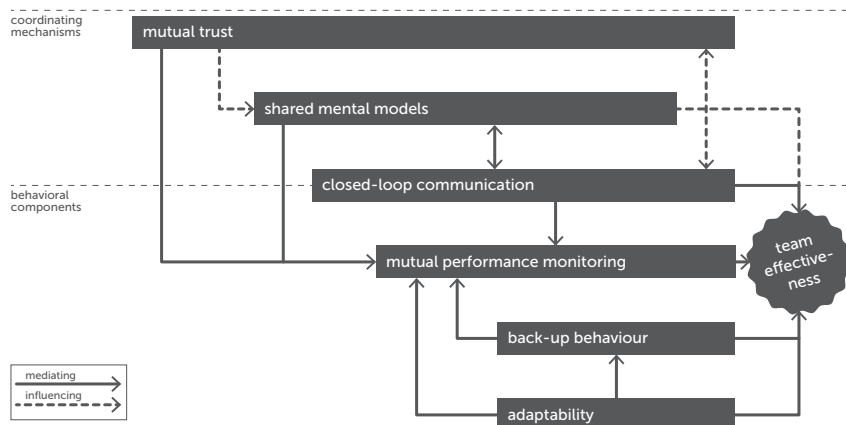 coordinating
mechanisms
mutual trust
shared mental models
closed-loop communication
behavioral
components
mutual performance monitoring
team
effective-
ness
back-up behaviour
mediating
influencing
adaptability